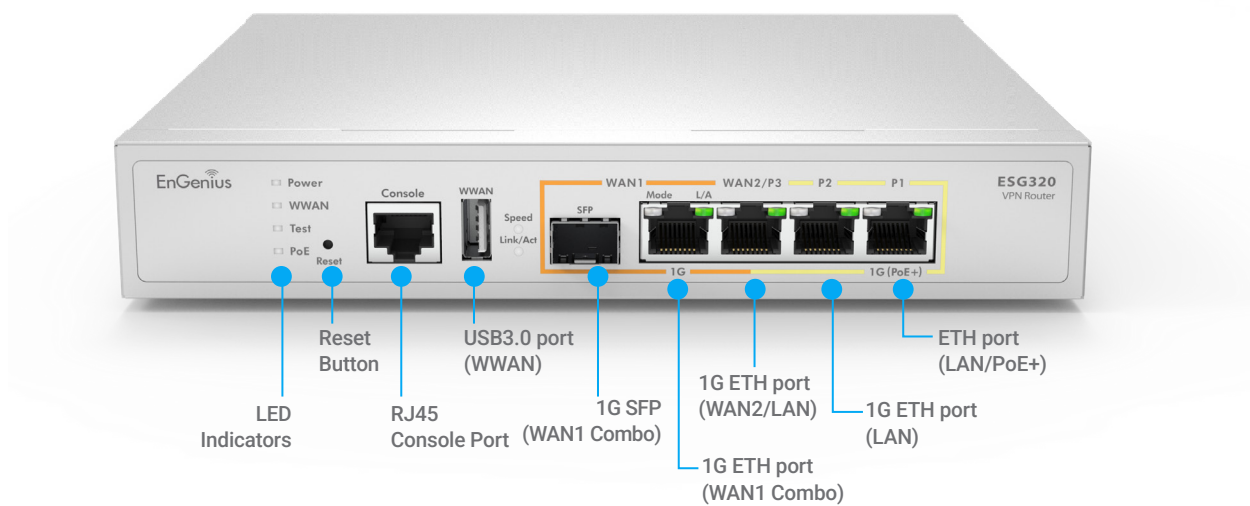 EnGenius
Power
WWAN
Test
PoE
Reset
Console
WWAN
Speed
Link/Act
WAN1
WAN2/P3
P2
P1
SFP
Mode
L/A
1G
1G (PoE+)
ESG320
VPN Router
LED
Indicators
Reset
Button
RJ45
Console Port
USB3.0 port
(WWAN)
1G SFP
(WAN1 Combo)
1G ETH port
(WAN1 Combo)
1G ETH port
(WAN2/LAN)
1G ETH port
(LAN)
ETH port
(LAN/PoE+)